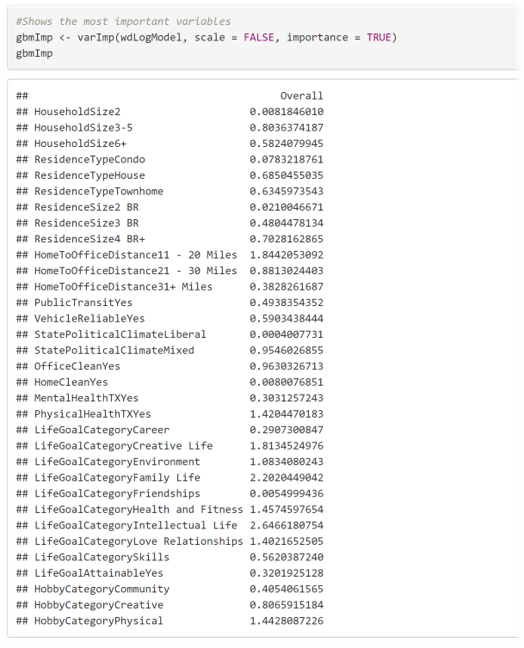 #Shows the most important variables
gbmImp <- varImp(wdLogModel, scale = FALSE, importance = TRUE)
gbmImp
## Overall
## HouseholdSize2 0.0081846010
## HouseholdSize3-5 0.8036374187
## HouseholdSize6+ 0.5824079945
## ResidenceTypeCondo 0.0783218761
## ResidenceTypeHouse 0.6850455035
## ResidenceTypeTownhome 0.6345973543
## ResidenceSize2 BR 0.0210046671
## ResidenceSize3 BR 0.4804478134
## ResidenceSize4 BR+ 0.7028162865
## HomeToOfficeDistance11 - 20 Miles 1.8442053092
## HomeToOfficeDistance21 - 30 Miles 0.8813024403
## HomeToOfficeDistance31+ Miles 0.3828261687
## PublicTransitYes 0.4938354352
## VehicleReliableYes 0.5903438444
## StatePoliticalClimateLiberal 0.0004007731
## StatePoliticalClimateMixed 0.9546026855
## OfficeCleanYes 0.9630326713
## HomeCleanYes 0.0080076851
## MentalHealthTXYes 0.3031257243
## PhysicalHealthTXYes 1.4204470183
## LifeGoalCategoryCareer 0.2907300847
## LifeGoalCategoryCreative Life 1.8134524976
## LifeGoalCategoryEnvironment 1.0834080243
## LifeGoalCategoryFamily Life 2.2020449042
## LifeGoalCategoryFriendships 0.0054999436
## LifeGoalCategoryHealth and Fitness 1.4574597654
## LifeGoalCategoryIntellectual Life 2.6466180754
## LifeGoalCategoryLove Relationships 1.4021652505
## LifeGoalCategorySkills 0.5620387240
## LifeGoalAttainableYes 0.3201925128
## HobbyCategoryCommunity 0.4054061565
## HobbyCategoryCreative 0.8065915184
## HobbyCategoryPhysical 1.4428087226